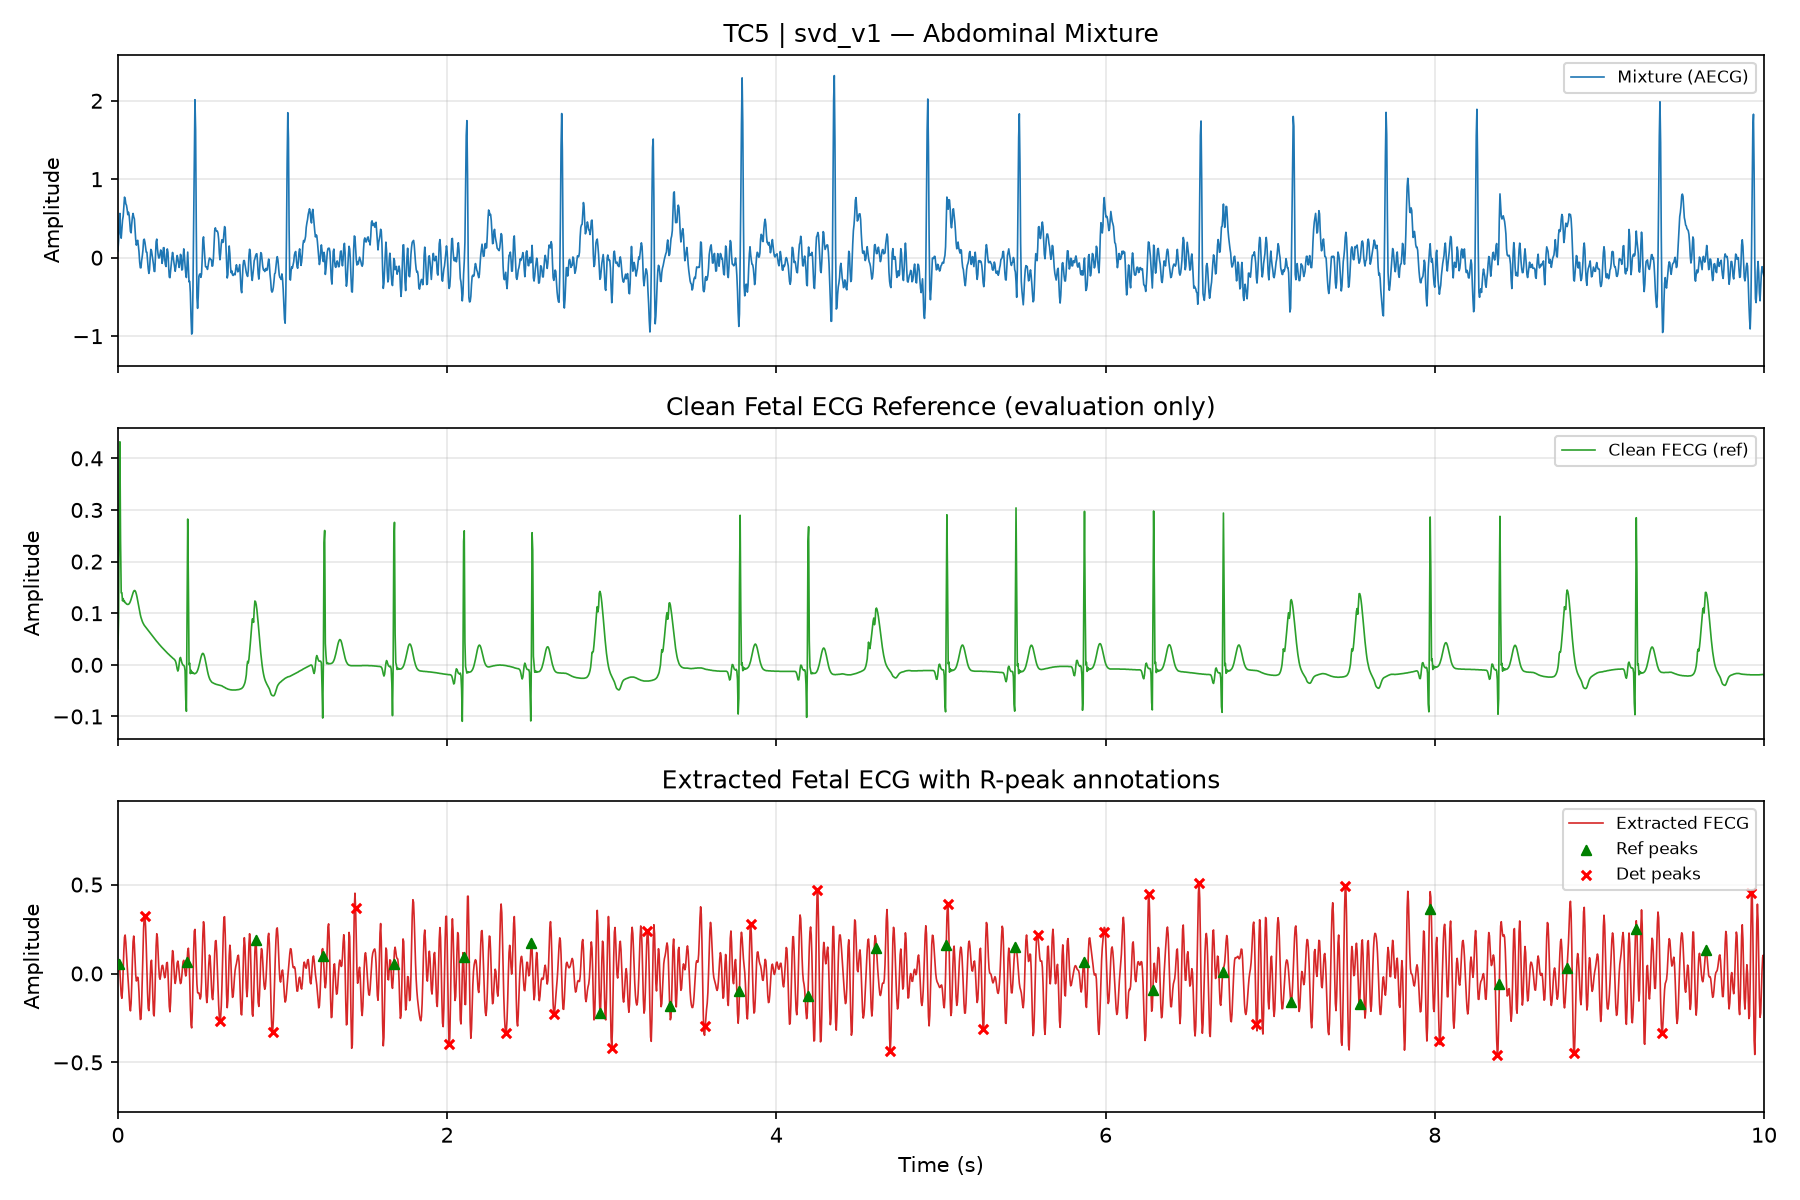 TC5 | svd_v1 — Abdominal Mixture
Amplitude
2
1
0
−1
Mixture (AECG)
Clean Fetal ECG Reference (evaluation only)
Amplitude
0.4
0.3
0.2
0.1
0.0
−0.1
Clean FECG (ref)
Extracted Fetal ECG with R-peak annotations
Amplitude
0.5
0.0
−0.5
Extracted FECG
Ref peaks
Det peaks
0 2 4 6 8 10
Time (s)